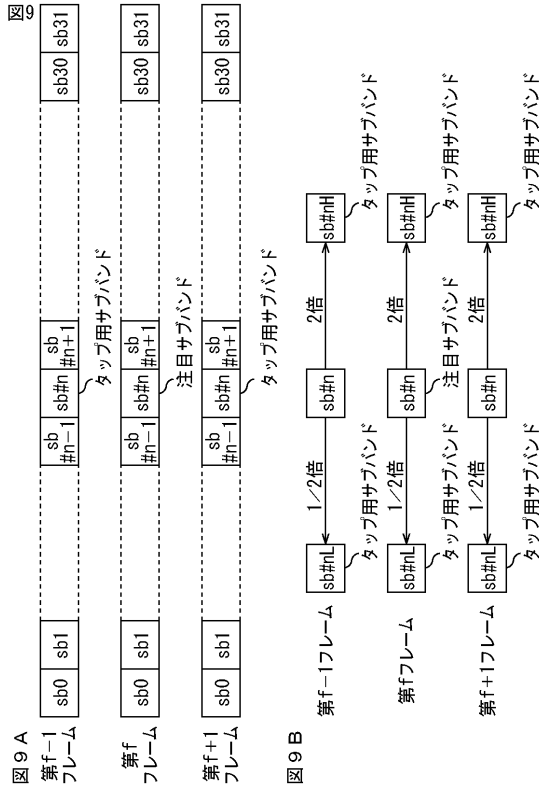 図9
図9A
第f-1
フレーム
sb0 sb1 sb
#n-1 sb#n sb
#n+1 sb30 sb31
タップ用サブバンド
第f
フレーム
sb0 sb1 sb
#n-1 sb#n sb
#n+1 sb30 sb31
注目サブバンド
第f+1
フレーム
sb0 sb1 sb
#n-1 sb#n sb
#n+1 sb30 sb31
タップ用サブバンド
図9B
第f-1フレーム
sb#nL 1/2倍 sb#n 2倍 sb#nH
タップ用サブバンド タップ用サブバンド
第fフレーム
sb#nL 1/2倍 sb#n 2倍 sb#nH
タップ用サブバンド 注目サブバンド タップ用サブバンド
第f+1フレーム
sb#nL 1/2倍 sb#n 2倍 sb#nH
タップ用サブバンド タップ用サブバンド